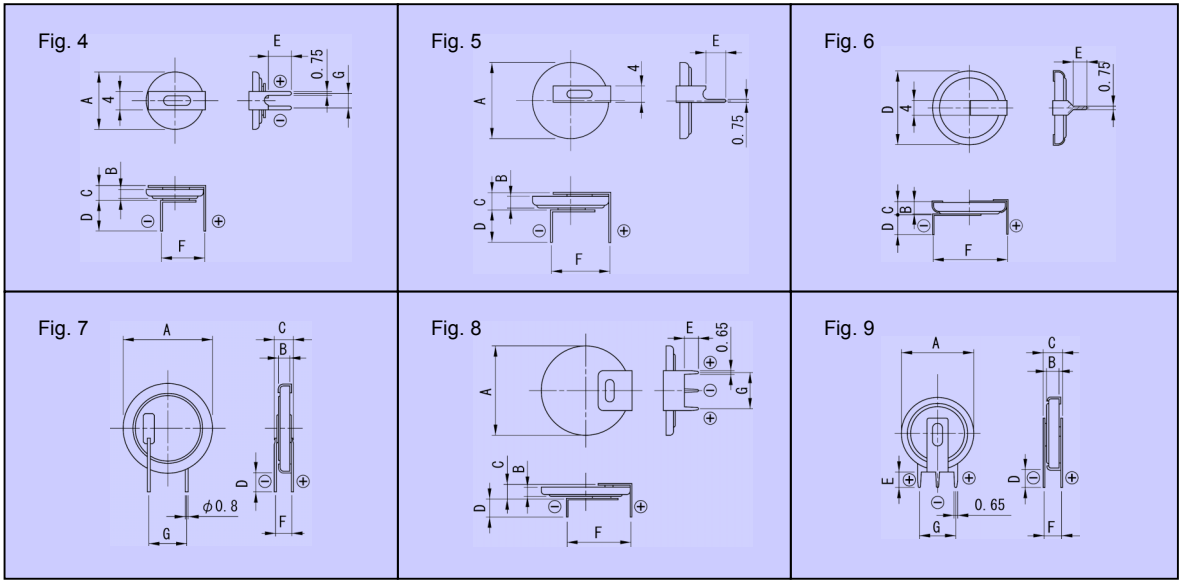 Fig. 4
E
0.75
G
A
4
⊕
⊖
B
C
D
⊖
⊕
F
Fig. 5
E
4
A
0.75
B
C
D
⊖
⊕
F
Fig. 6
E
0.75
D
4
C
B
D
⊖
⊕
F
Fig. 7
A
C
B
D
⊖
⊕
φ0.8
F
G
Fig. 8
E
0.65
A
⊕
⊖
⊕
G
C
B
D
⊖
⊕
F
Fig. 9
A
C
B
E
⊕
⊕
D
⊖
⊕
⊖
0.65
G
F